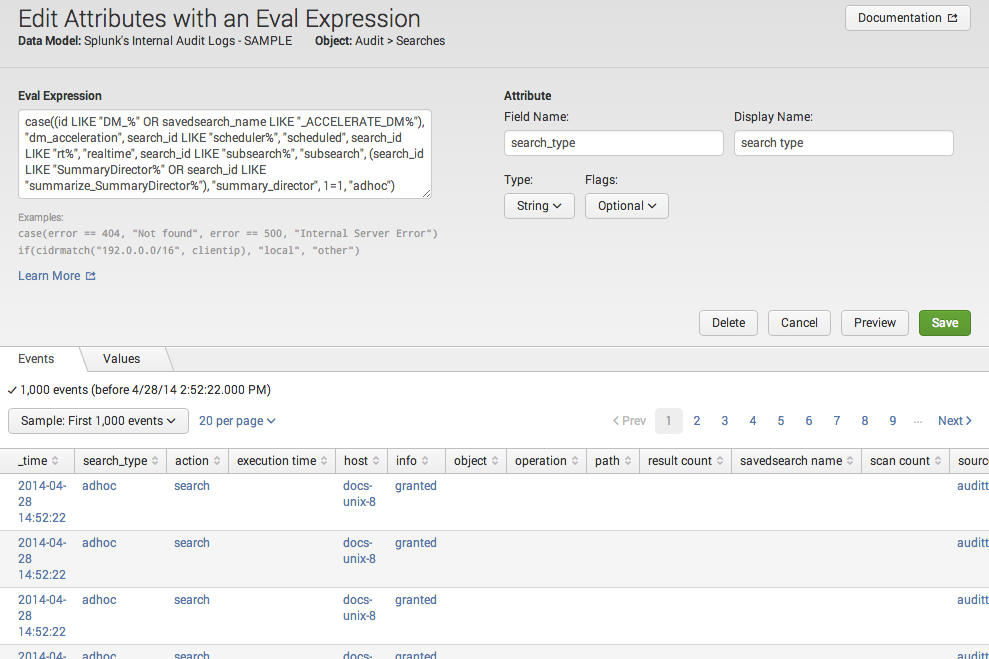 Edit Attributes with an Eval Expression
Documentation
Data Model: Splunk's Internal Audit Logs - SAMPLE Object: Audit > Searches
Eval Expression
case((id LIKE "DM_%" OR savedsearch_name LIKE "_ACCELERATE_DM%"),
"dm_acceleration", search_id LIKE "scheduler%", "scheduled", search_id
LIKE "rt%", "realtime", search_id LIKE "subsearch%", "subsearch", (search_id
LIKE "SummaryDirector%" OR search_id LIKE
"summarize_SummaryDirector%"), "summary_director", 1=1, "adhoc")
Examples:
case(error == 404, "Not found", error == 500, "Internal Server Error")
if(cidrmatch("192.0.0.0/16", clientip), "local", "other")
Learn More
Attribute
Field Name: Display Name:
search_type search type
Type: Flags:
String Optional
Delete Cancel Preview Save
Events Values
1,000 events (before 4/28/14 2:52:22.000 PM)
Sample: First 1,000 events 20 per page Prev 1 2 3 4 5 6 7 8 9 ... Next
_time search_type action execution time host info object operation path result count savedsearch name scan count sourc
2014-04- adhoc search docs- granted auditt
28 unix-8
14:52:22
2014-04- adhoc search docs- granted auditt
28 unix-8
14:52:22
2014-04- adhoc search docs- granted auditt
28 unix-8
14:52:22
2014-04- adhoc search docs- granted auditt